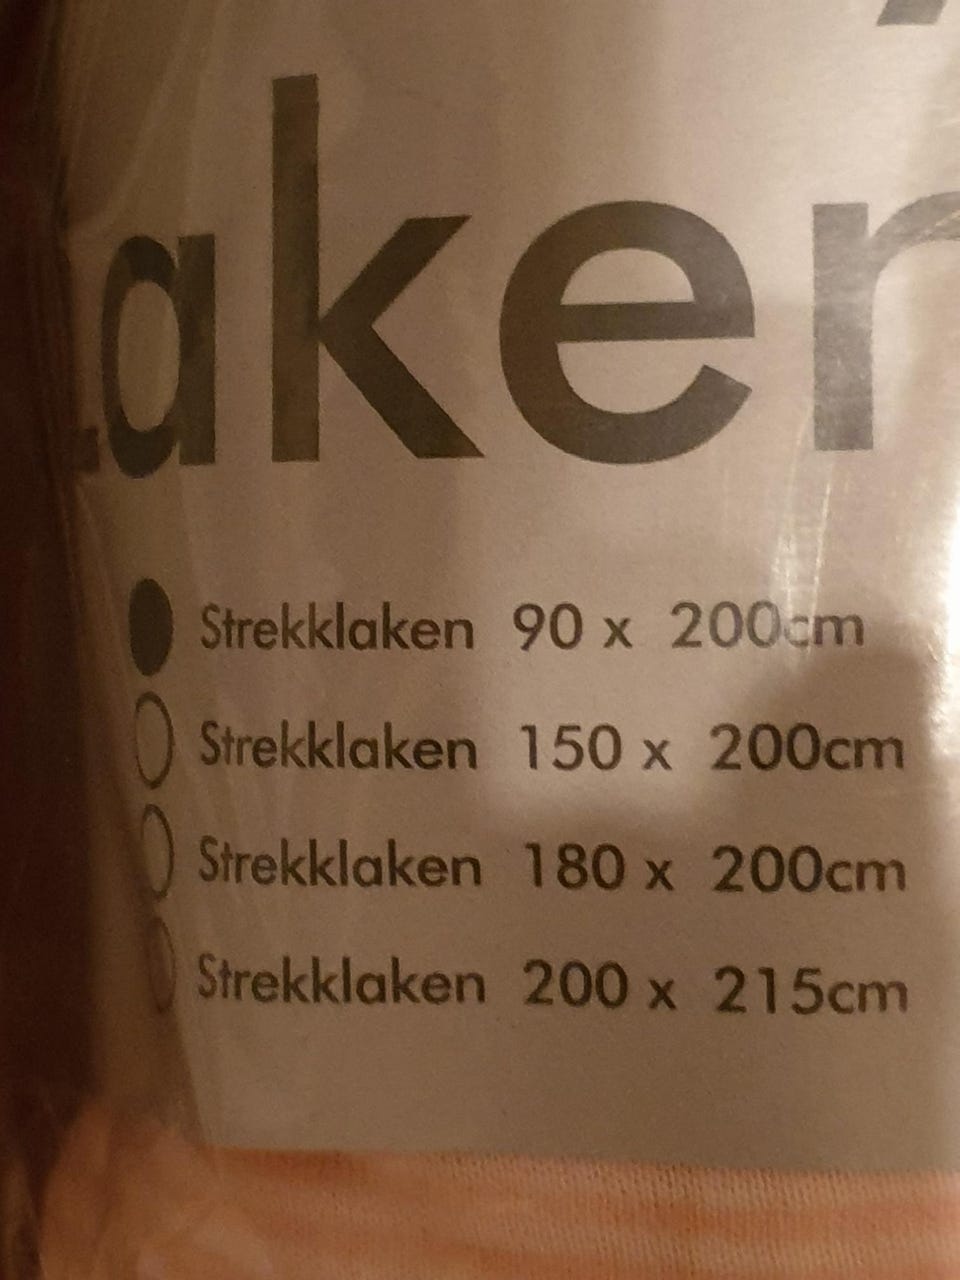 Laken
Strekklaken 90 x 200cm
Strekklaken 150 x 200cm
Strekklaken 180 x 200cm
Strekklaken 200 x 215cm